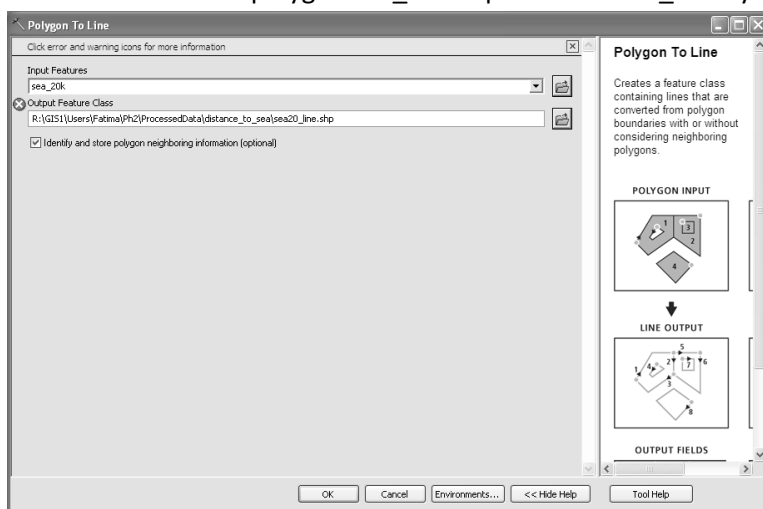 Polygon To Line
Click error and warning icons for more information
Input Features
sea_20k
Output Feature Class
R:\GIS1\Users\Fatima\Ph2\ProcessedData\distance_to_sea\sea20_line.shp
Identify and store polygon neighboring information (optional)
OK
Cancel
Environments...
<< Hide Help
Polygon To Line
Creates a feature class
containing lines that are
converted from polygon
boundaries with or without
considering neighboring
polygons.
POLYGON INPUT
1
3
2
4
LINE OUTPUT
5
1
4
2
7
6
3
8
OUTPUT FIELDS
Tool Help